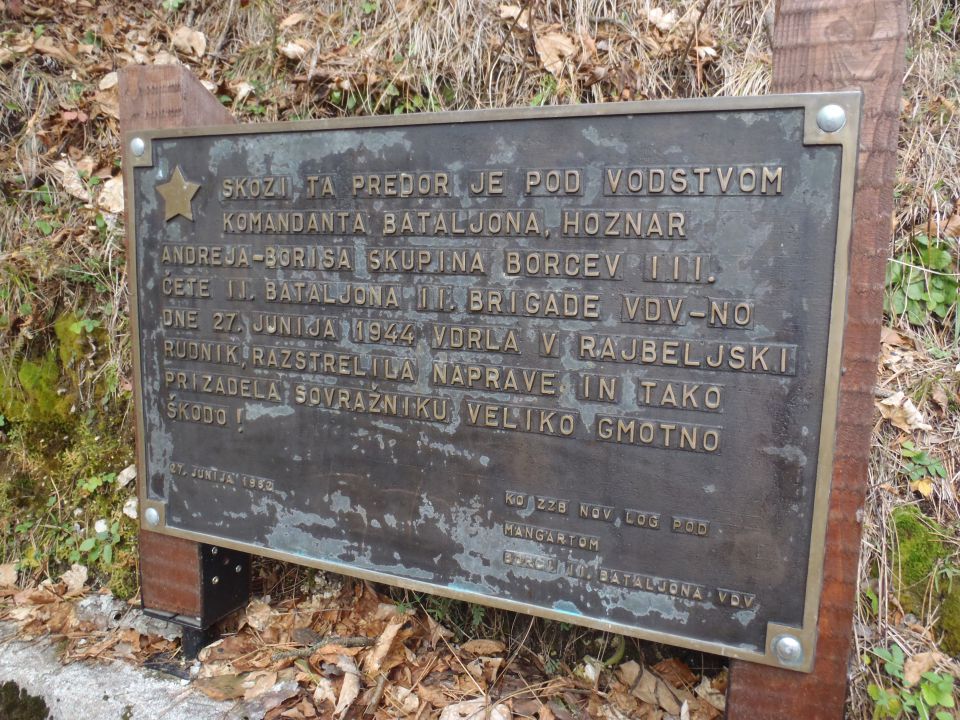 SKOZI TA PREDOR JE POD VODSTVOM
KOMANDANTA BATALJONA, HOZNAR
ANDREJA-BORISA SKUPINA BORCEV III.
ČETE II. BATALJONA II. BRIGADE VDV-NO
DNE 27. JUNIJA 1944 VDRLA V RAJBELJSKI
RUDNIK, RAZSTRELILA NAPRAVE IN TAKO
PRIZADELA SOVRAŽNIKU VELIKO GMOTNO
ŠKODO!
27. JUNIJA 1982
KO ZZB NOV LOG POD
MANGARTOM
BORCI II. BATALJONA VDV